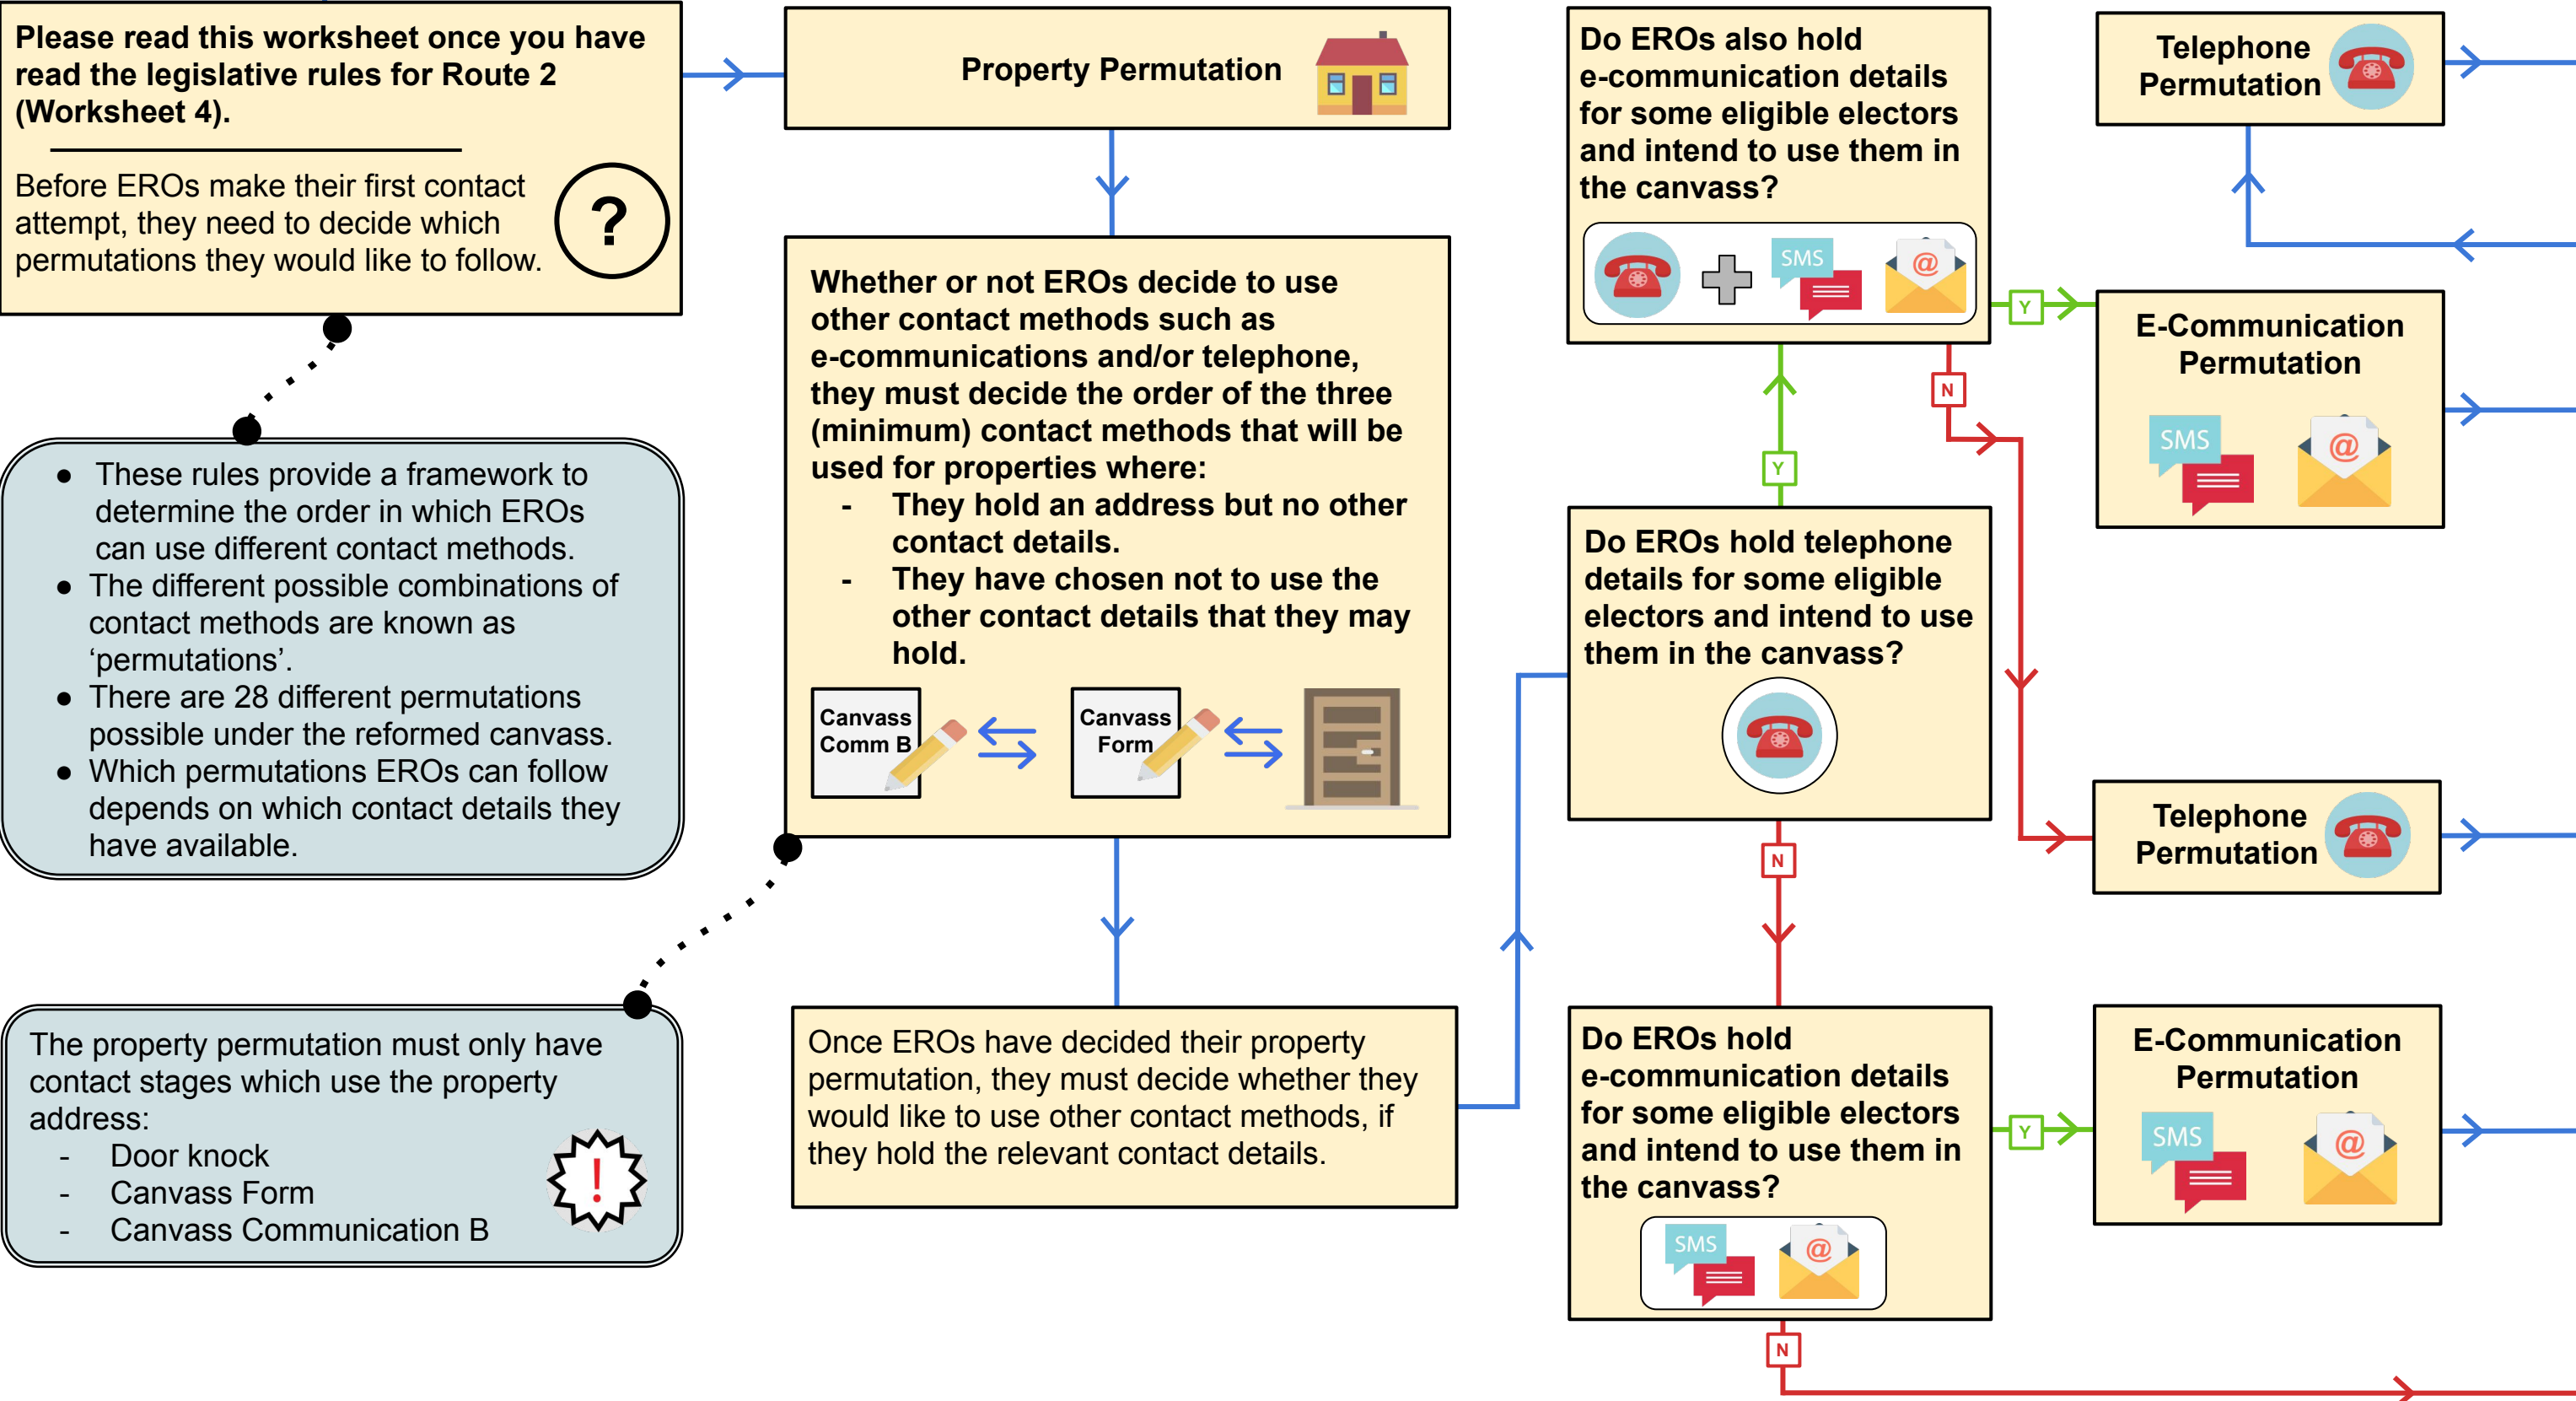 Please read this worksheet once you have
read the legislative rules for Route 2
(Worksheet 4).
Before EROs make their first contact
attempt, they need to decide which
permutations they would like to follow.
?
● These rules provide a framework to
determine the order in which EROs
can use different contact methods.
● The different possible combinations of
contact methods are known as
‘permutations’.
● There are 28 different permutations
possible under the reformed canvass.
● Which permutations EROs can follow
depends on which contact details they
have available.
The property permutation must only have
contact stages which use the property
address:
- Door knock
- Canvass Form
- Canvass Communication B
!
Property Permutation
Whether or not EROs decide to use
other contact methods such as
e-communications and/or telephone,
they must decide the order of the three
(minimum) contact methods that will be
used for properties where:
- They hold an address but no other
contact details.
- They have chosen not to use the
other contact details that they may
hold.
Canvass
Comm B
Canvass
Form
Once EROs have decided their property
permutation, they must decide whether they
would like to use other contact methods, if
they hold the relevant contact details.
Do EROs also hold
e-communication details
for some eligible electors
and intend to use them in
the canvass?
SMS
@
Y
N
Y
Do EROs hold telephone
details for some eligible
electors and intend to use
them in the canvass?
N
Do EROs hold
e-communication details
for some eligible electors
and intend to use them in
the canvass?
SMS
@
Y
N
Telephone
Permutation
E-Communication
Permutation
SMS
@
Telephone
Permutation
E-Communication
Permutation
SMS
@